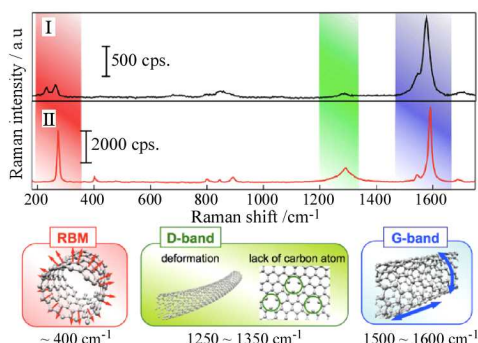 Raman intensity / a.u
I
500 cps.
II
2000 cps.
200 400 600 800 1000 1200 1400 1600
Raman shift /cm-1
RBM
D-band
G-band
deformation
lack of carbon atom
~ 400 cm-1
1250 ~ 1350 cm-1
1500 ~ 1600 cm-1